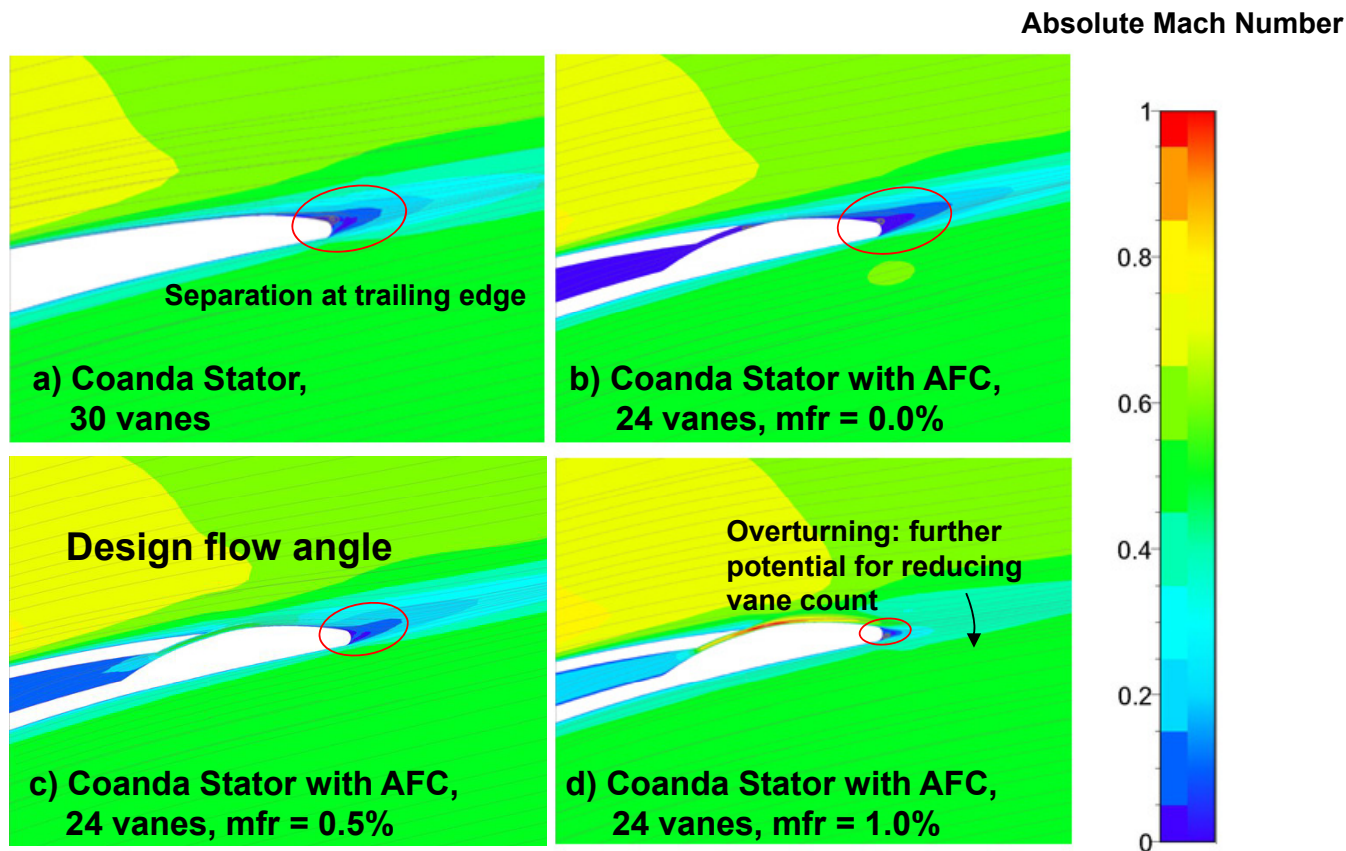 Absolute Mach Number
Separation at trailing edge
a) Coanda Stator,
30 vanes
b) Coanda Stator with AFC,
24 vanes, mfr = 0.0%
Design flow angle
c) Coanda Stator with AFC,
24 vanes, mfr = 0.5%
Overturning: further
potential for reducing
vane count
d) Coanda Stator with AFC,
24 vanes, mfr = 1.0%
1
0.8
0.6
0.4
0.2
0